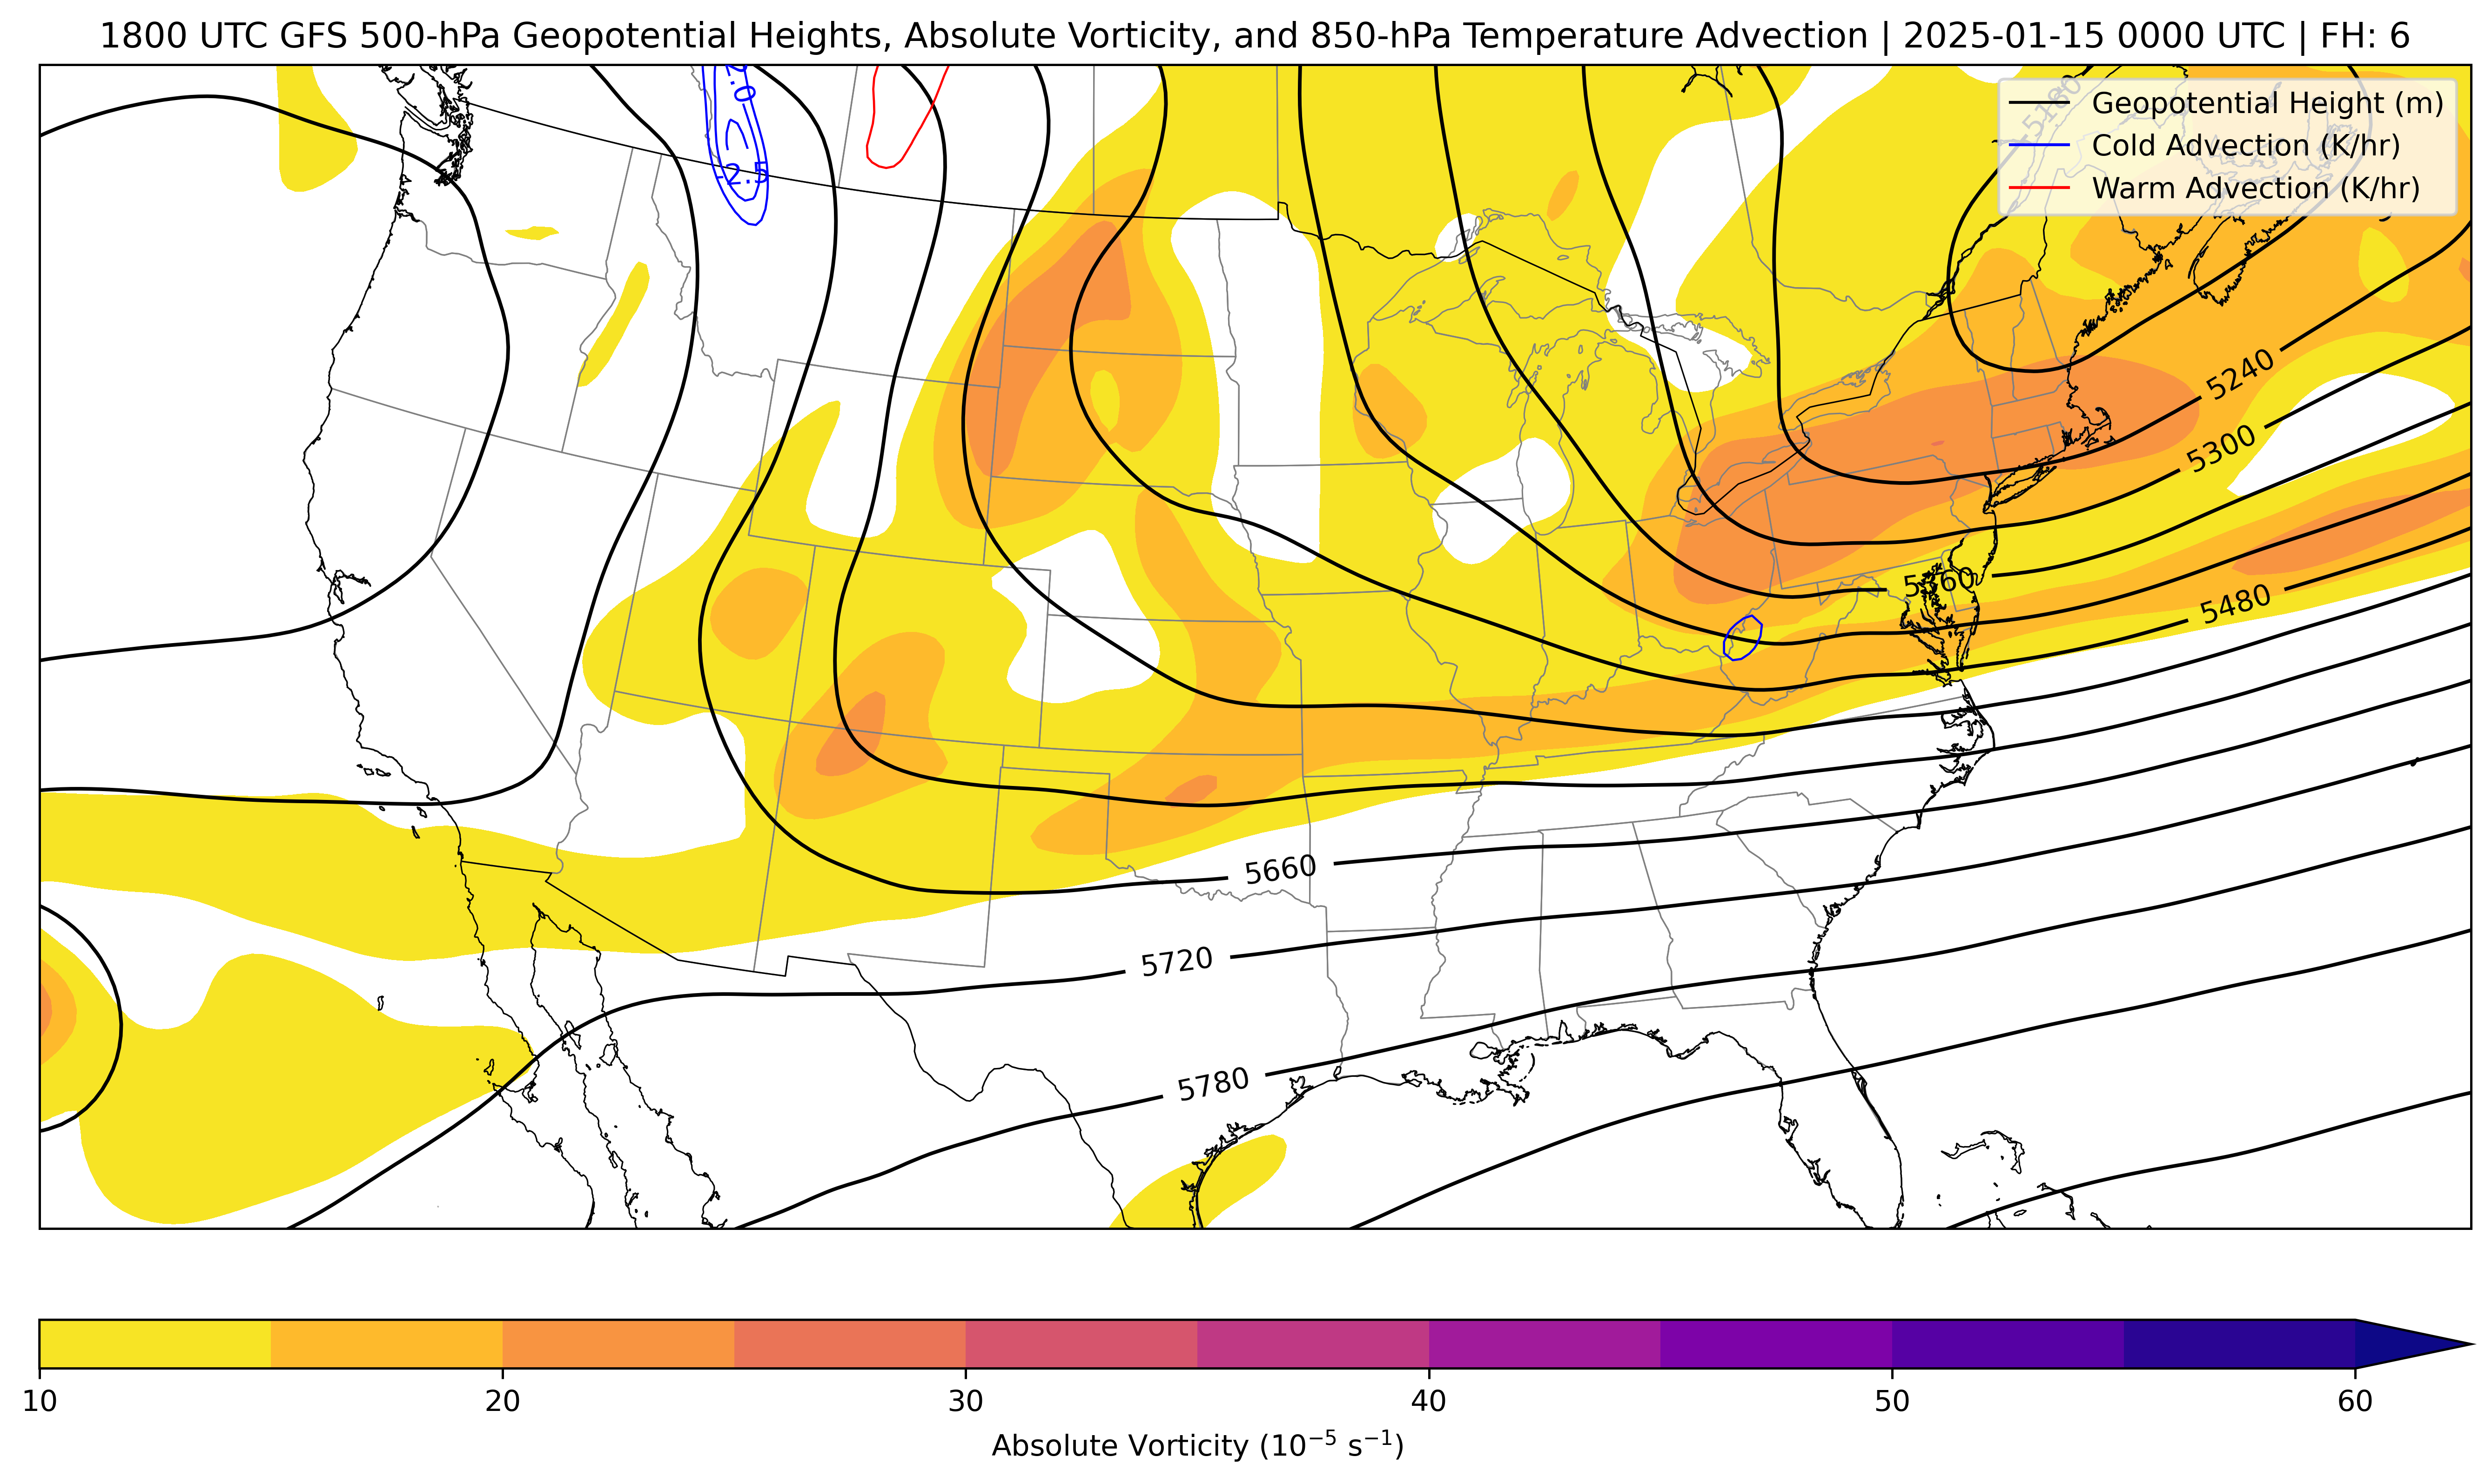 1800 UTC GFS 500-hPa Geopotential Heights, Absolute Vorticity, and 850-hPa Temperature Advection | 2025-01-15 0000 UTC | FH: 6
5180
Geopotential Height (m)
Cold Advection (K/hr)
Warm Advection (K/hr)
-2.5
5240
5300
5360
5480
5660
5720
5780
10 20 30 40 50 60
Absolute Vorticity (10⁻⁵ s⁻¹)